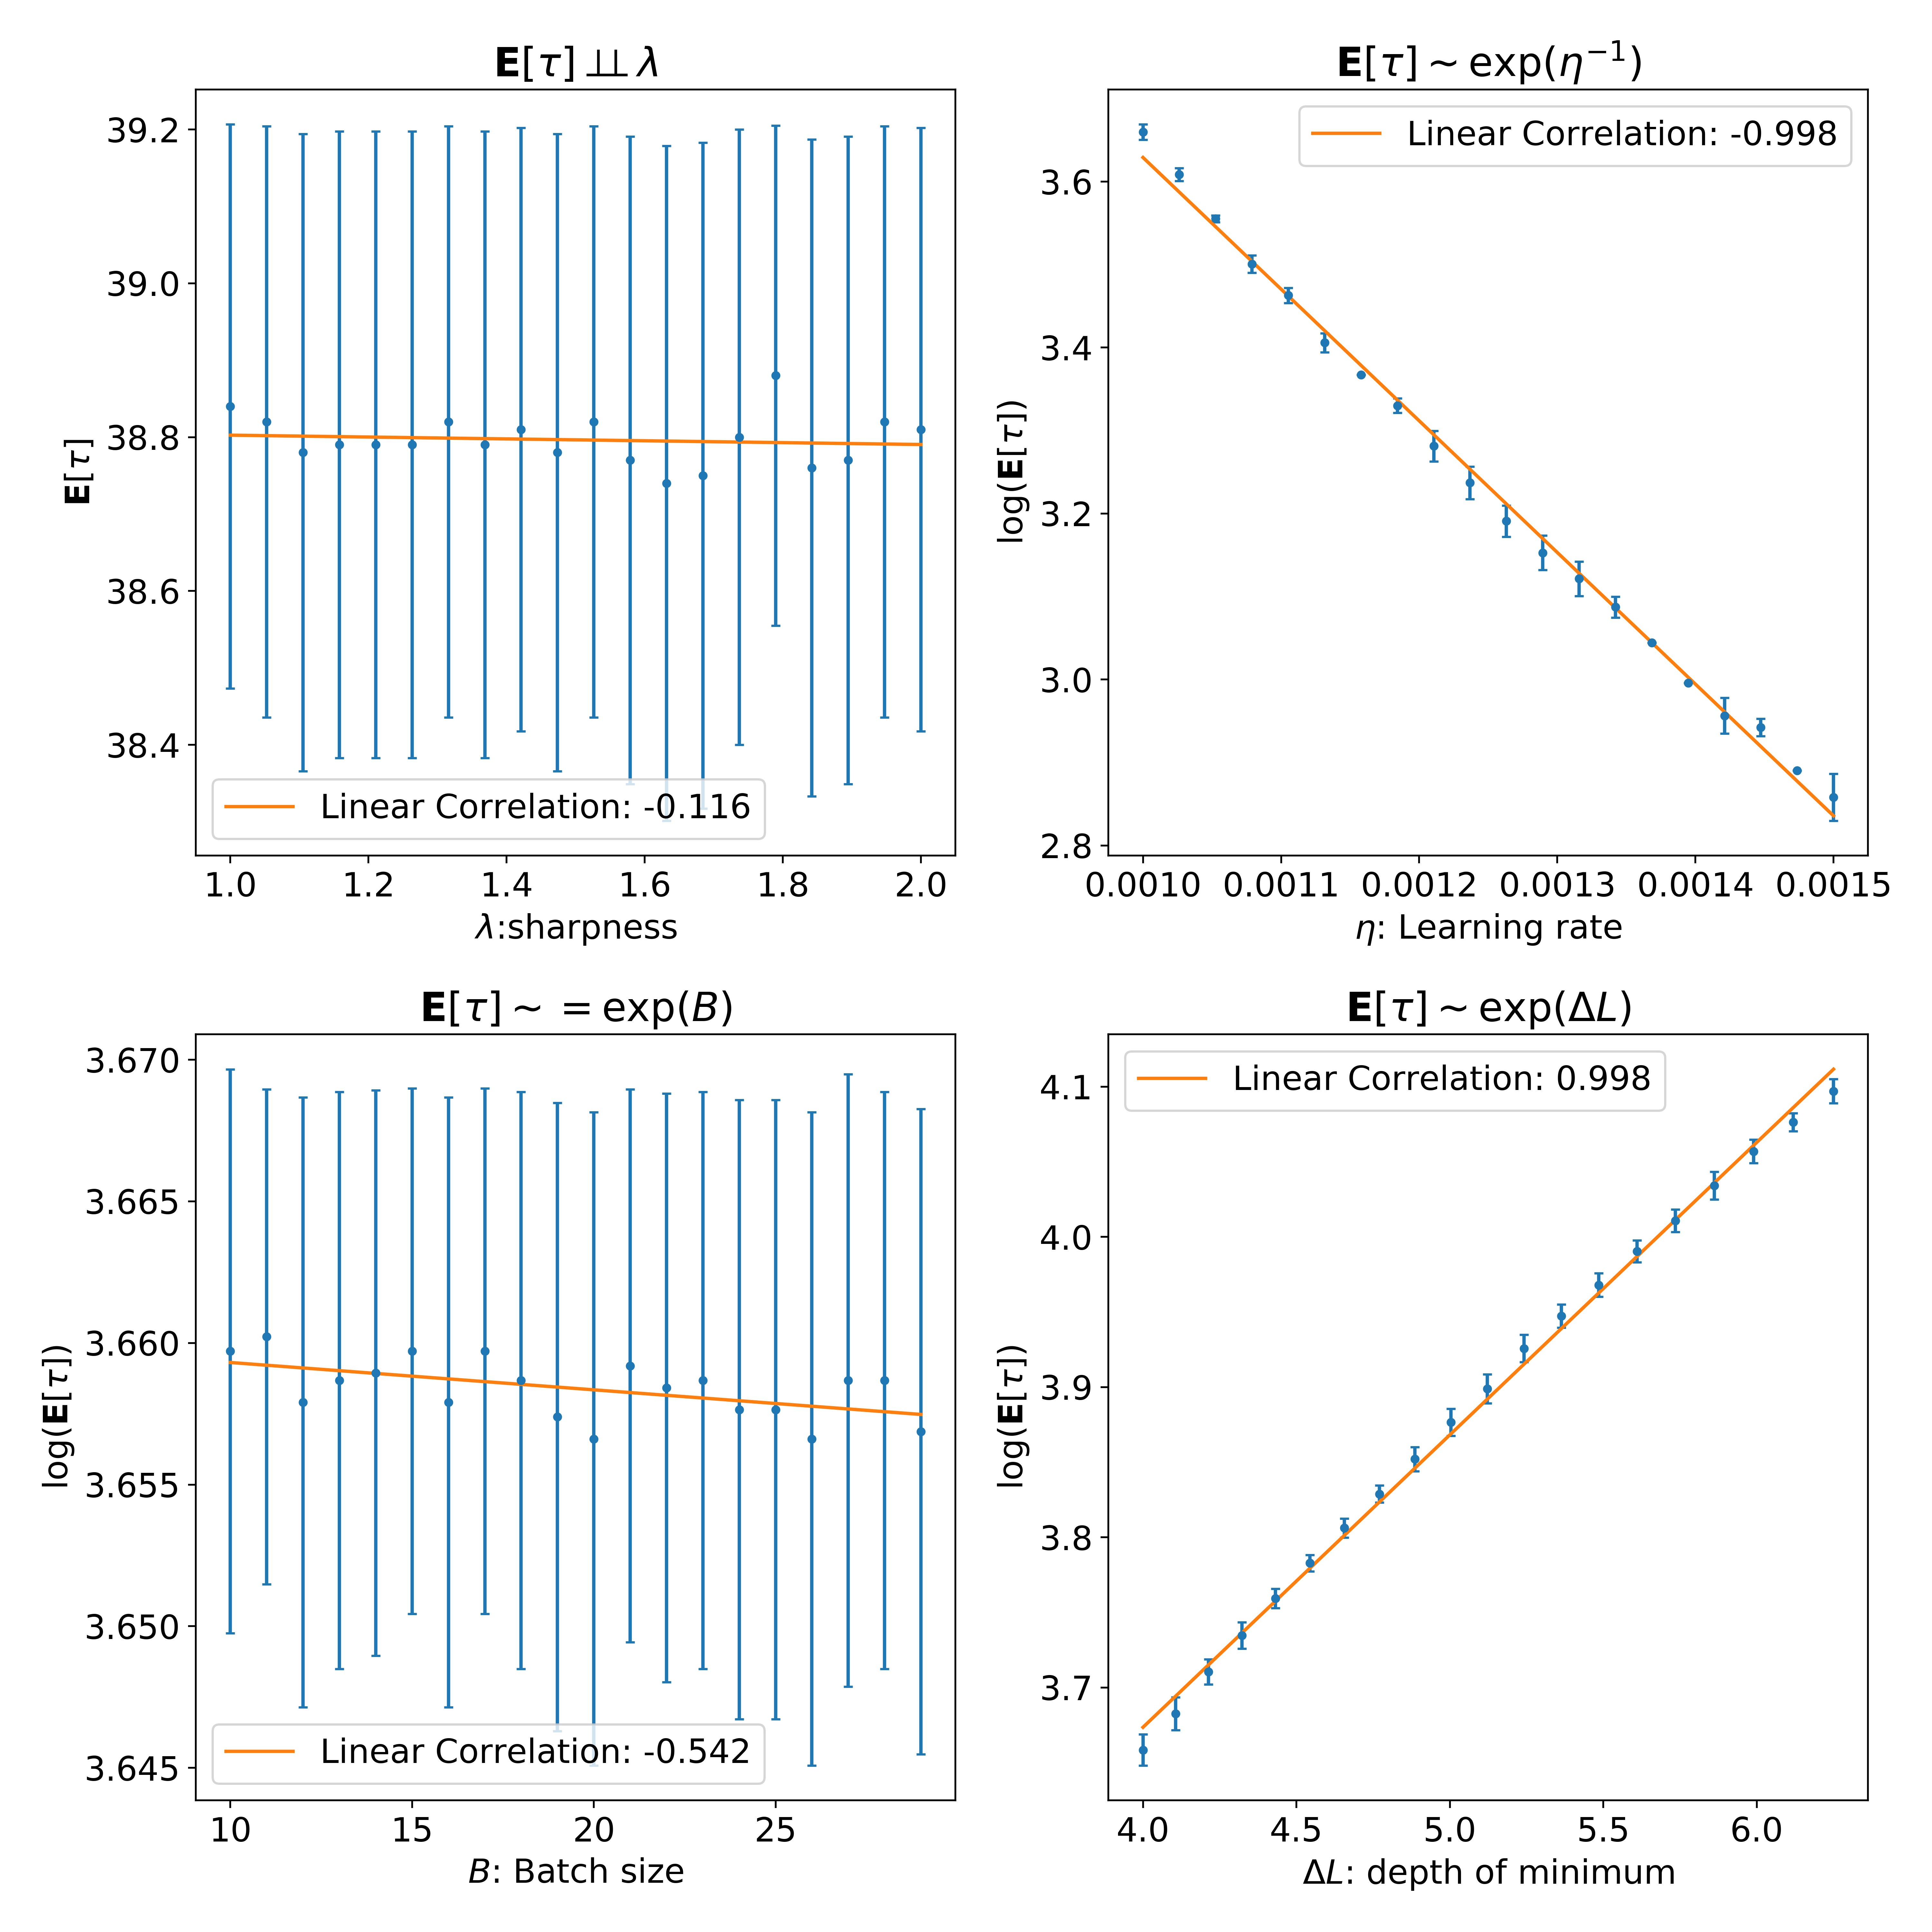 E[τ] ⫫ λ
39.2
39.0
38.8
38.6
38.4
E[τ]
Linear Correlation: -0.116
1.0 1.2 1.4 1.6 1.8 2.0
λ:sharpness
E[τ] ∼ exp(η⁻¹)
Linear Correlation: -0.998
3.6
3.4
3.2
3.0
2.8
log(E[τ])
0.0010 0.0011 0.0012 0.0013 0.0014 0.0015
η: Learning rate
E[τ] ∼ = exp(B)
3.670
3.665
3.660
3.655
3.650
3.645
log(E[τ])
Linear Correlation: -0.542
10 15 20 25
B: Batch size
E[τ] ∼ exp(ΔL)
Linear Correlation: 0.998
4.1
4.0
3.9
3.8
3.7
log(E[τ])
4.0 4.5 5.0 5.5 6.0
ΔL: depth of minimum